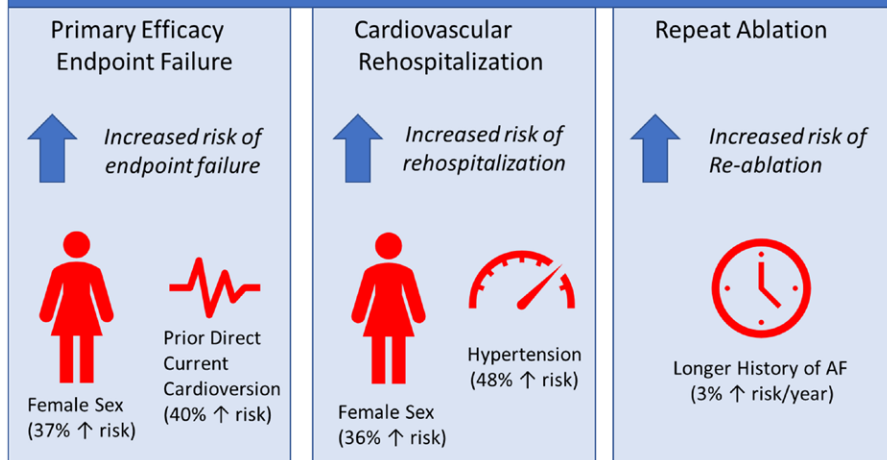 Primary Efficacy
Endpoint Failure
Increased risk of
endpoint failure
Female Sex
(37% ↑ risk)
Prior Direct
Current
Cardioversion
(40% ↑ risk)
Cardiovascular
Rehospitalization
Increased risk of
rehospitalization
Female Sex
(36% ↑ risk)
Hypertension
(48% ↑ risk)
Repeat Ablation
Increased risk of
Re-ablation
Longer History of AF
(3% ↑ risk/year)